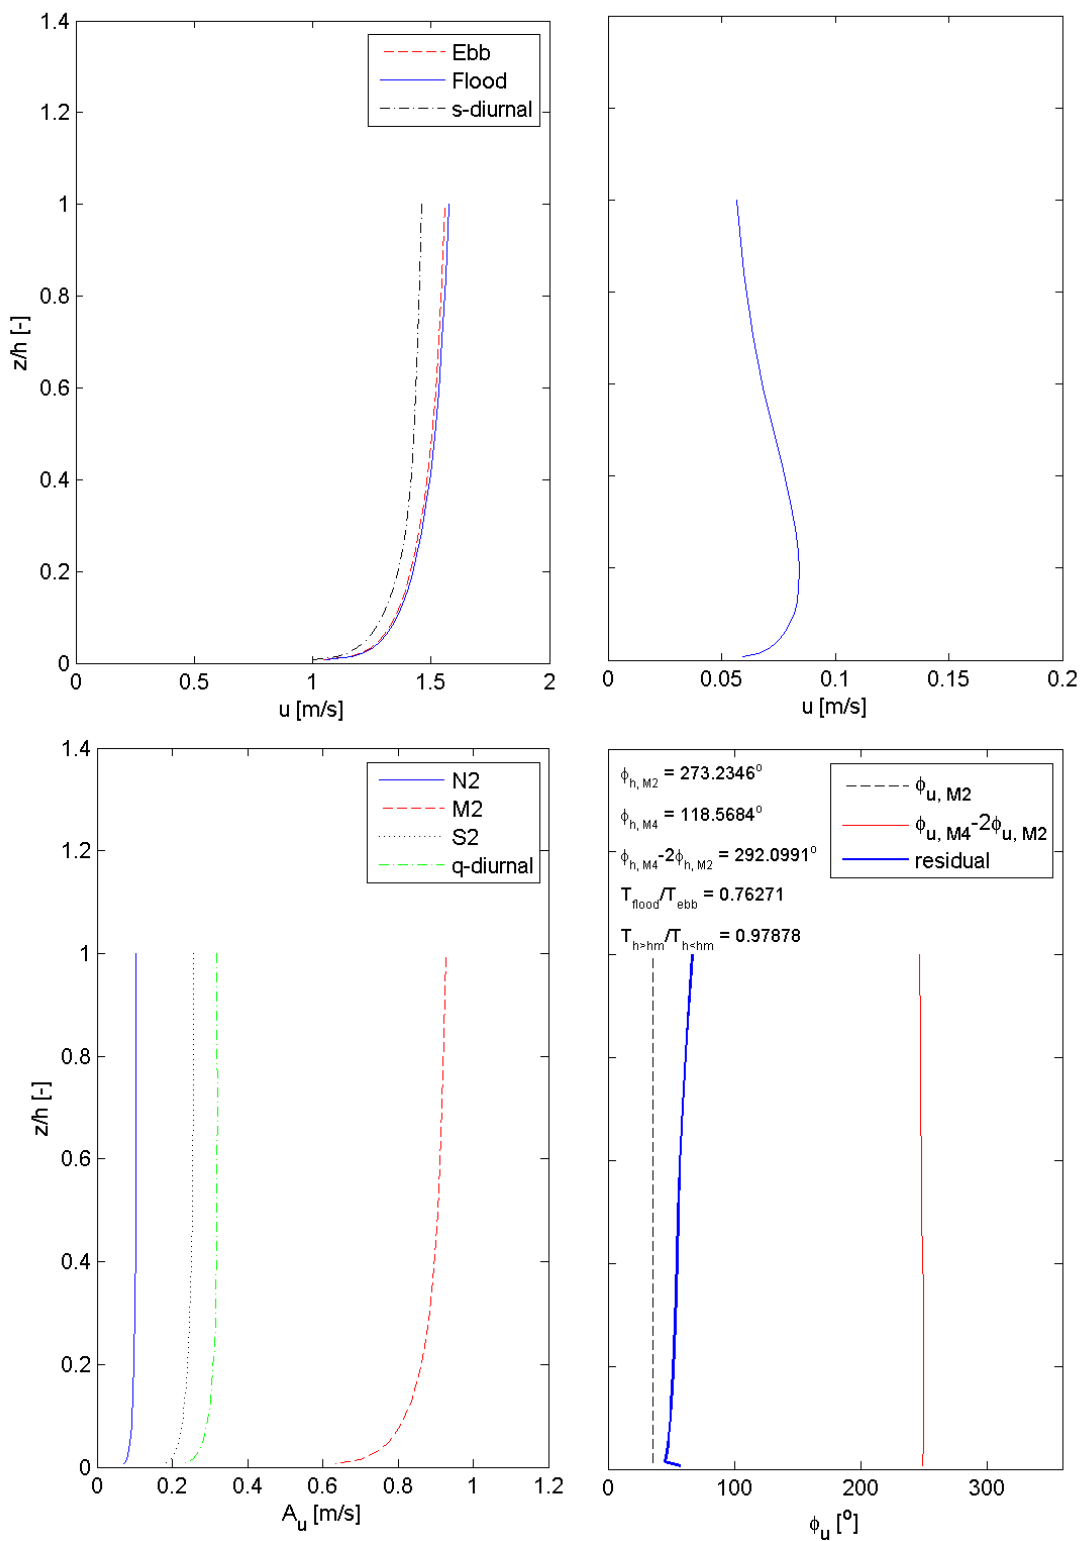 1.4
1.2
1
0.8
0.6
0.4
0.2
0
z/h [-]
Ebb
Flood
s-diurnal
0 0.5 1 1.5 2
u [m/s]
0 0.05 0.1 0.15 0.2
u [m/s]
1.4
1.2
1
0.8
0.6
0.4
0.2
0
z/h [-]
N2
M2
S2
q-diurnal
0 0.2 0.4 0.6 0.8 1 1.2
A_u [m/s]
ϕ_h, M2 = 273.2346°
ϕ_h, M4 = 118.5684°
ϕ_h, M4-2ϕ_h, M2 = 292.0991°
T_flood/T_ebb = 0.76271
T_h>hm/T_h<hm = 0.97878
ϕ_u, M2
ϕ_u, M4-2ϕ_u, M2
residual
0 100 200 300
ϕ_u [°]